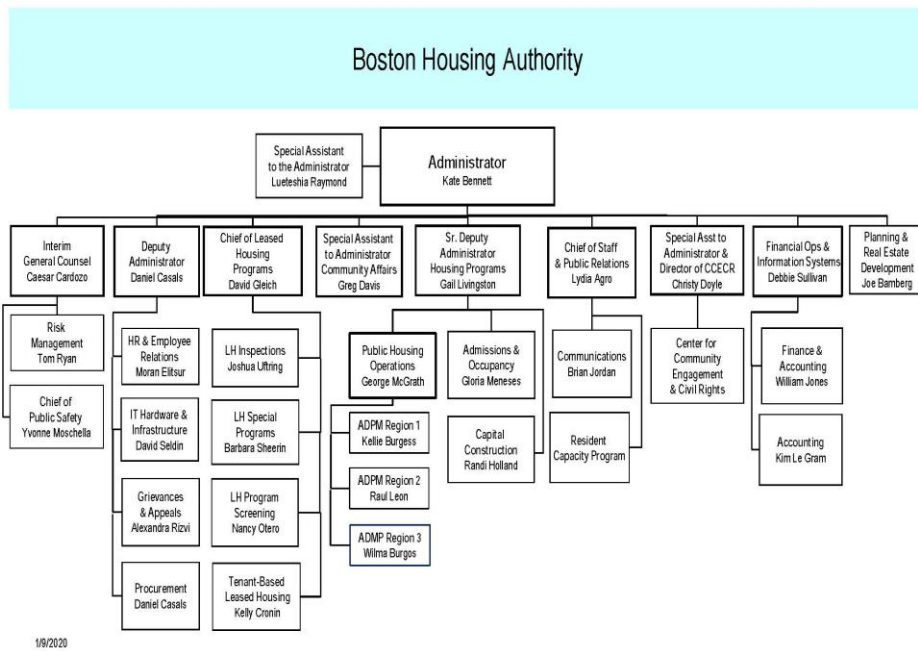 Boston Housing Authority
Special Assistant
to the Administrator
Lueteshia Raymond
Administrator
Kate Bennett
Interim
General Counsel
Caesar Cardozo
Deputy
Administrator
Daniel Casals
Chief of Leased
Housing
Programs
David Gleich
Special Assistant
to Administrator
Community Affairs
Greg Davis
Sr. Deputy
Administrator
Housing Programs
Gail Livingston
Chief of Staff
& Public Relations
Lydia Agro
Special Asst to
Administrator &
Director of CCECR
Christy Doyle
Financial Ops &
Information Systems
Debbie Sullivan
Planning &
Real Estate
Development
Joe Bamberg
Risk
Management
Tom Ryan
Chief of
Public Safety
Yvonne Moschella
HR & Employee
Relations
Moran Elitsur
IT Hardware &
Infrastructure
David Seldin
Grievances
& Appeals
Alexandra Rizvi
Procurement
Daniel Casals
LH Inspections
Joshua Uftring
LH Special
Programs
Barbara Sheerin
LH Program
Screening
Nancy Otero
Tenant-Based
Leased Housing
Kelly Cronin
Public Housing
Operations
George McGrath
ADPM Region 1
Kellie Burgess
ADPM Region 2
Raul Leon
ADMP Region 3
Wilma Burgos
Admissions &
Occupancy
Gloria Meneses
Capital
Construction
Randi Holland
Communications
Brian Jordan
Resident
Capacity Program
Center for
Community
Engagement
& Civil Rights
Finance &
Accounting
William Jones
Accounting
Kim Le Gram
1/9/2020